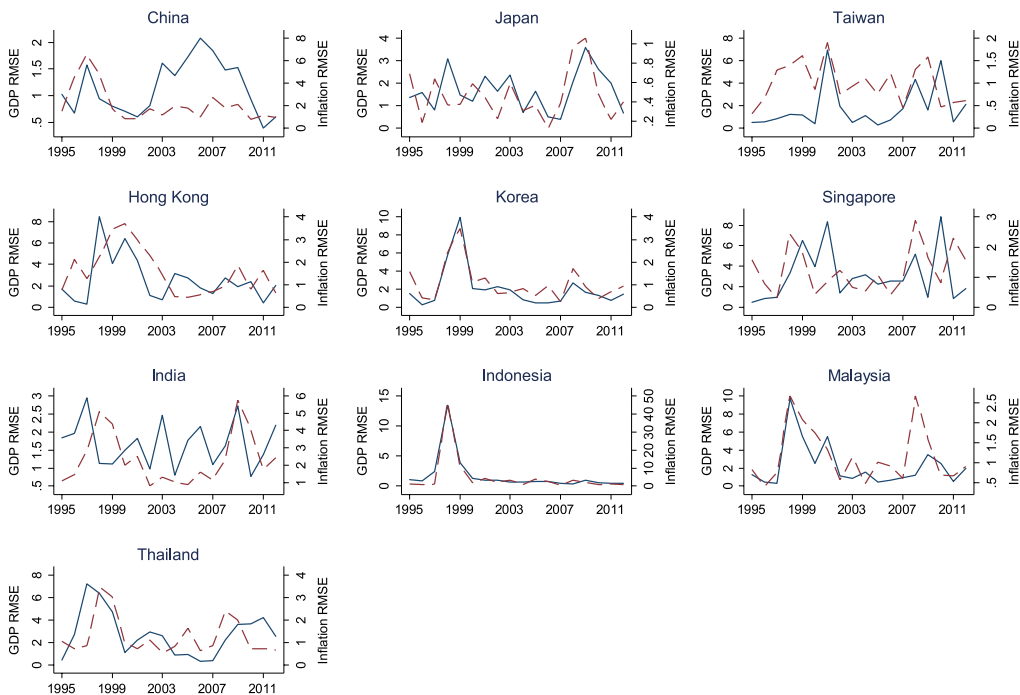 China
GDP RMSE
.5 1 1.5 2
0 2 4 6 8
Inflation RMSE
1995 1999 2003 2007 2011
Japan
GDP RMSE
0 1 2 3 4
.2 .4 .6 .8 1
Inflation RMSE
1995 1999 2003 2007 2011
Taiwan
GDP RMSE
0 2 4 6 8
0 .5 1 1.5 2
Inflation RMSE
1995 1999 2003 2007 2011
Hong Kong
GDP RMSE
0 2 4 6 8
0 1 2 3 4
Inflation RMSE
1995 1999 2003 2007 2011
Korea
GDP RMSE
0 2 4 6 8 10
0 1 2 3 4
Inflation RMSE
1995 1999 2003 2007 2011
Singapore
GDP RMSE
0 2 4 6 8
0 1 2 3
Inflation RMSE
1995 1999 2003 2007 2011
India
GDP RMSE
.5 1 1.5 2 2.5 3
1 2 3 4 5 6
Inflation RMSE
1995 1999 2003 2007 2011
Indonesia
GDP RMSE
0 5 10 15
0 10 20 30 40 50
Inflation RMSE
1995 1999 2003 2007 2011
Malaysia
GDP RMSE
0 2 4 6 8 10
.5 1 1.5 2 2.5
Inflation RMSE
1995 1999 2003 2007 2011
Thailand
GDP RMSE
0 2 4 6 8
0 1 2 3 4
Inflation RMSE
1995 1999 2003 2007 2011